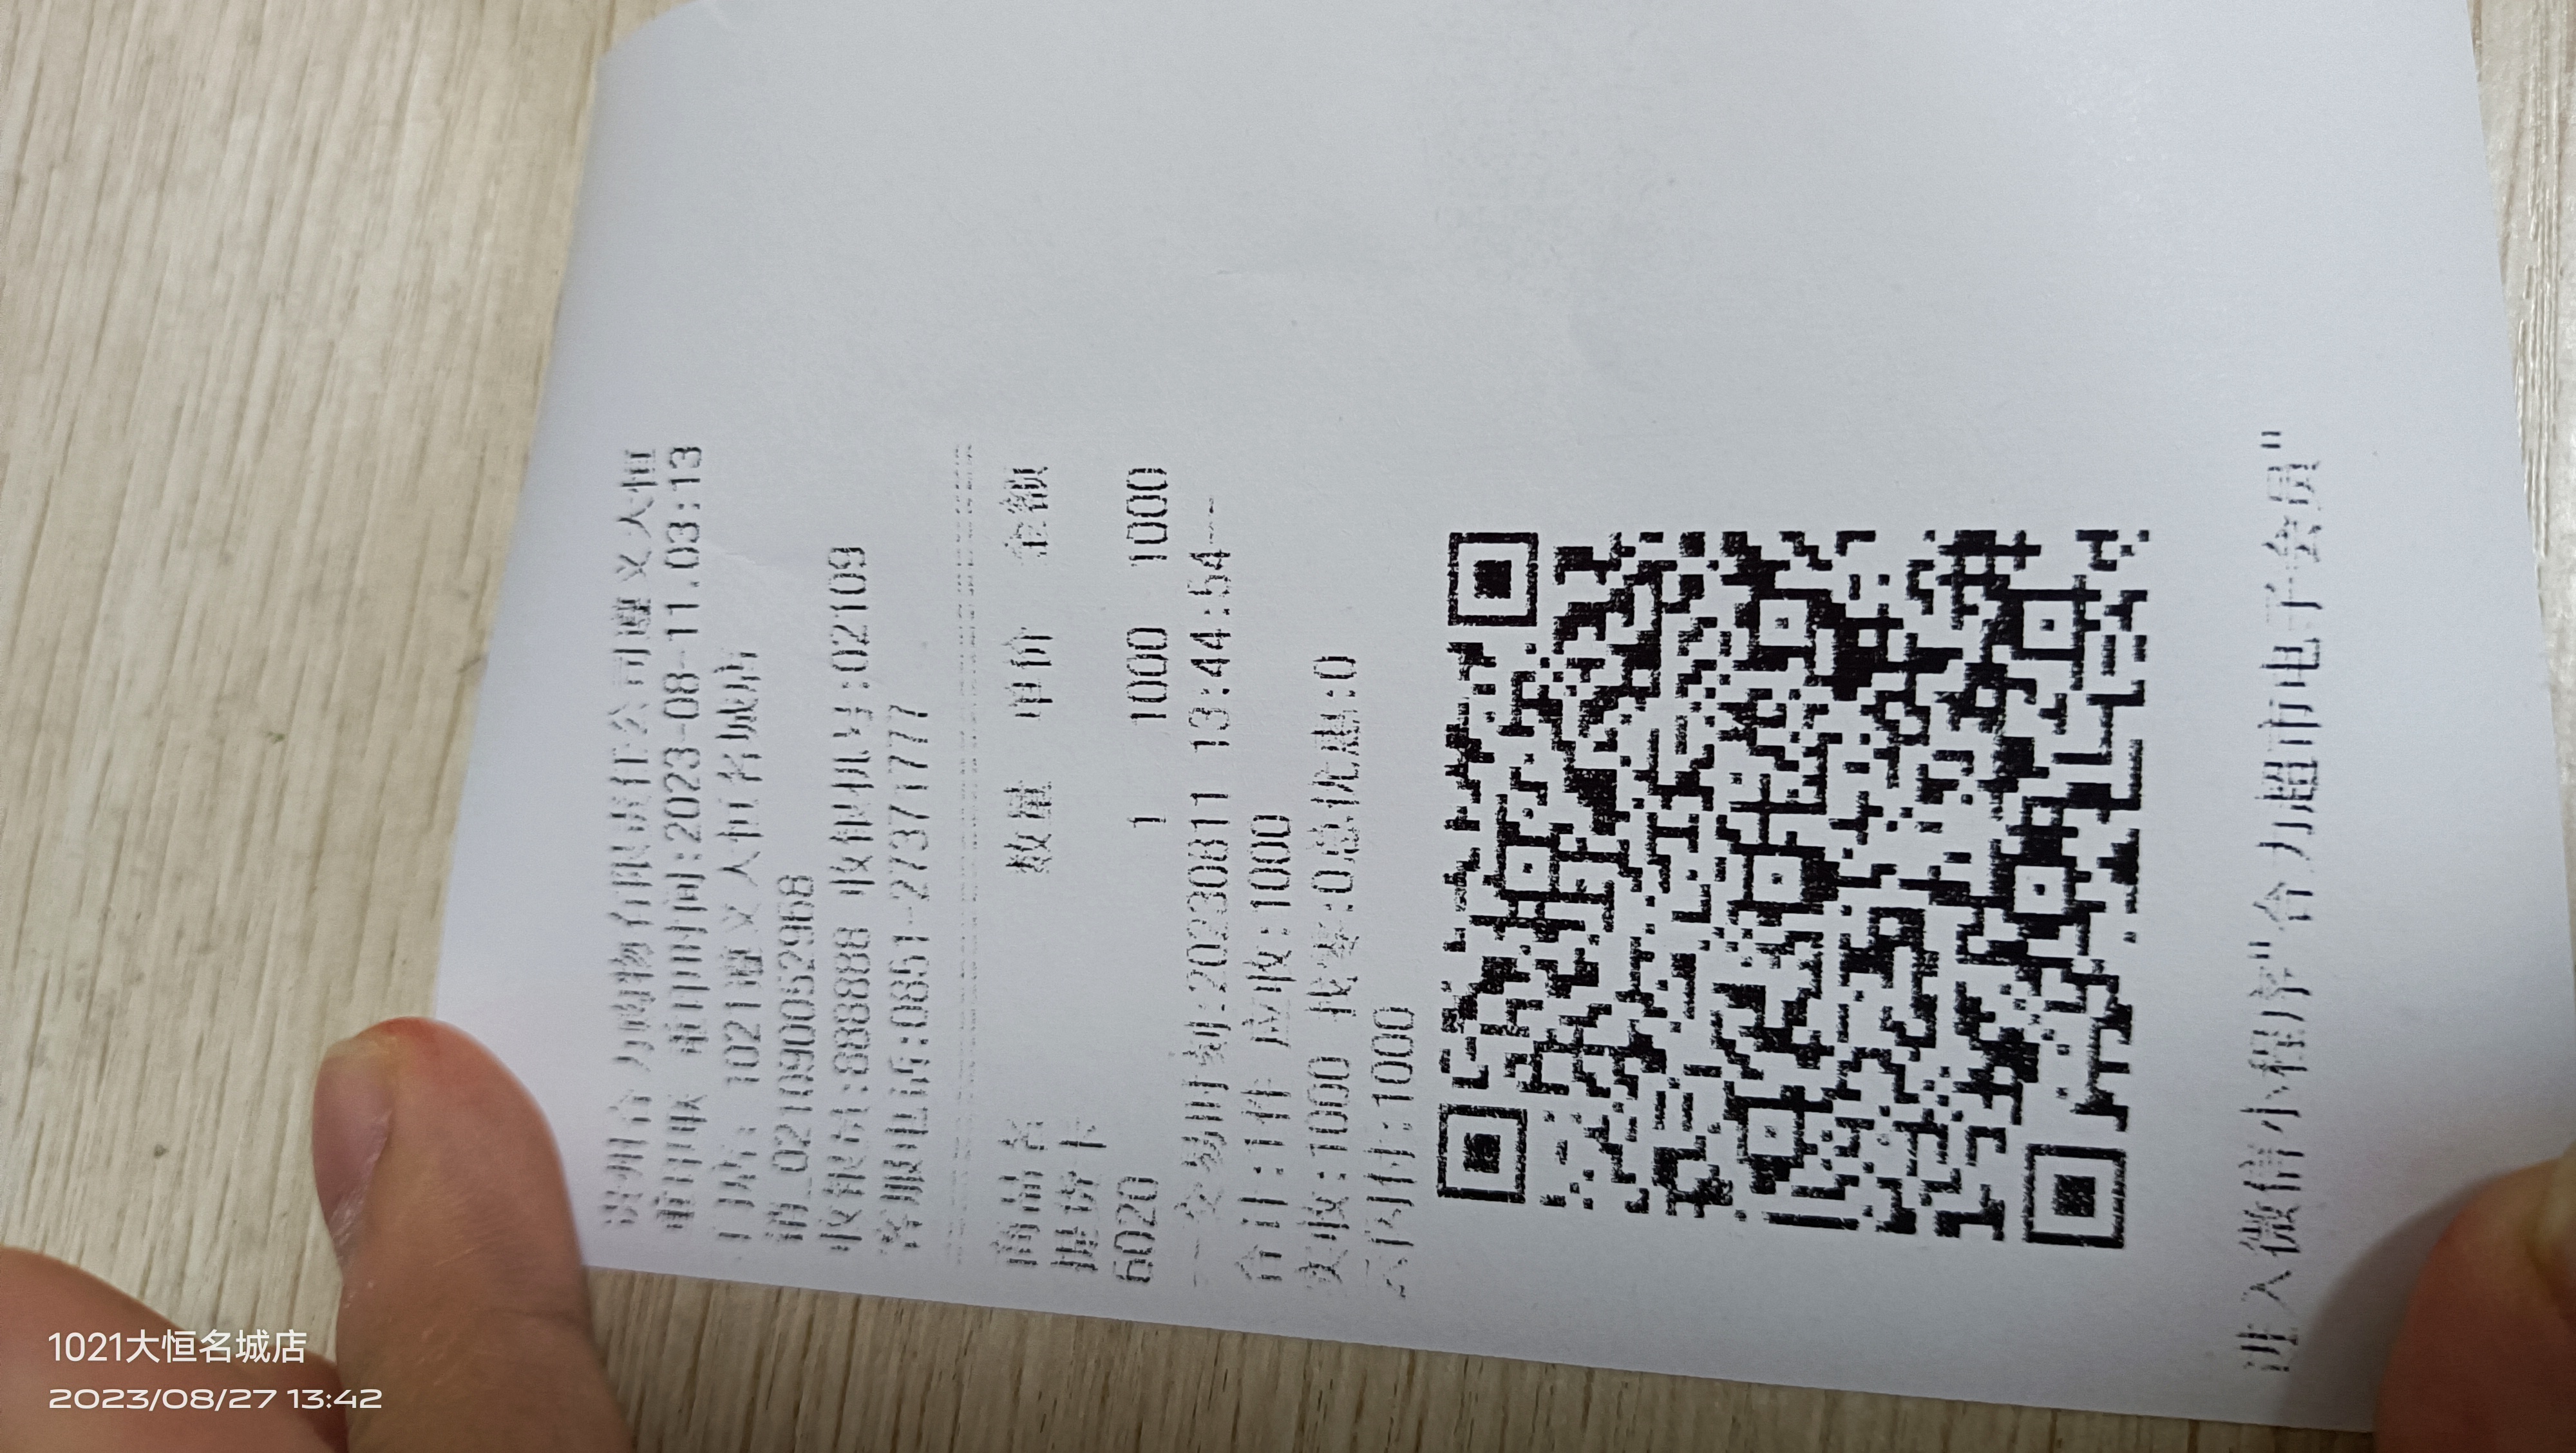 贵州合力购物有限责任公司遵义大恒
重打印联 重打印时间:2023-08-11.03:13
门店: 1021遵义大恒名城店
销_021090052968
收银台:88888 收银机号:02109
客服电话:0851-27371777
商品名 数量 单价 金额
提货卡
6020 1 1000 1000
--交易时刻:20230811 13:44:54--
合计:1件 应收:1000
实收:1000 找零:0总优惠:0
云闪付:1000
进入微信小程序"合力超市电子会员"
1021大恒名城店
2023/08/27 13:42